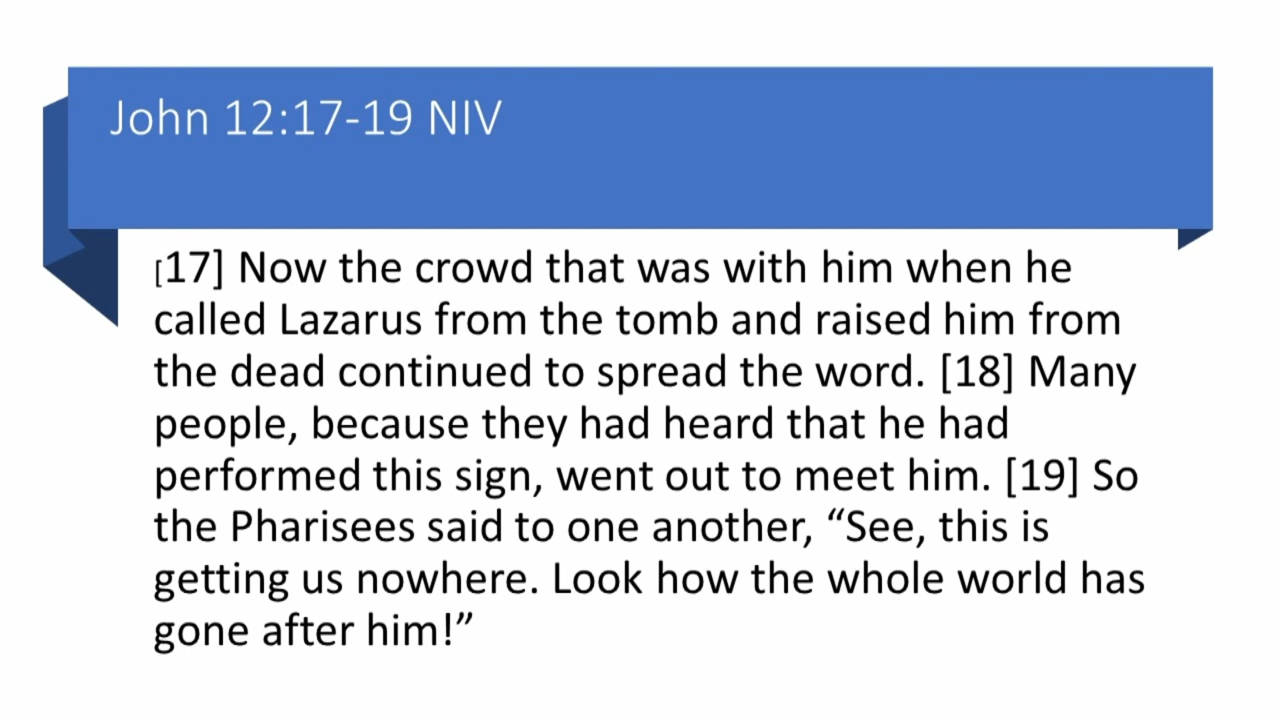 John 12:17-19 NIV
[17] Now the crowd that was with him when he
called Lazarus from the tomb and raised him from
the dead continued to spread the word. [18] Many
people, because they had heard that he had
performed this sign, went out to meet him. [19] So
the Pharisees said to one another, “See, this is
getting us nowhere. Look how the whole world has
gone after him!”